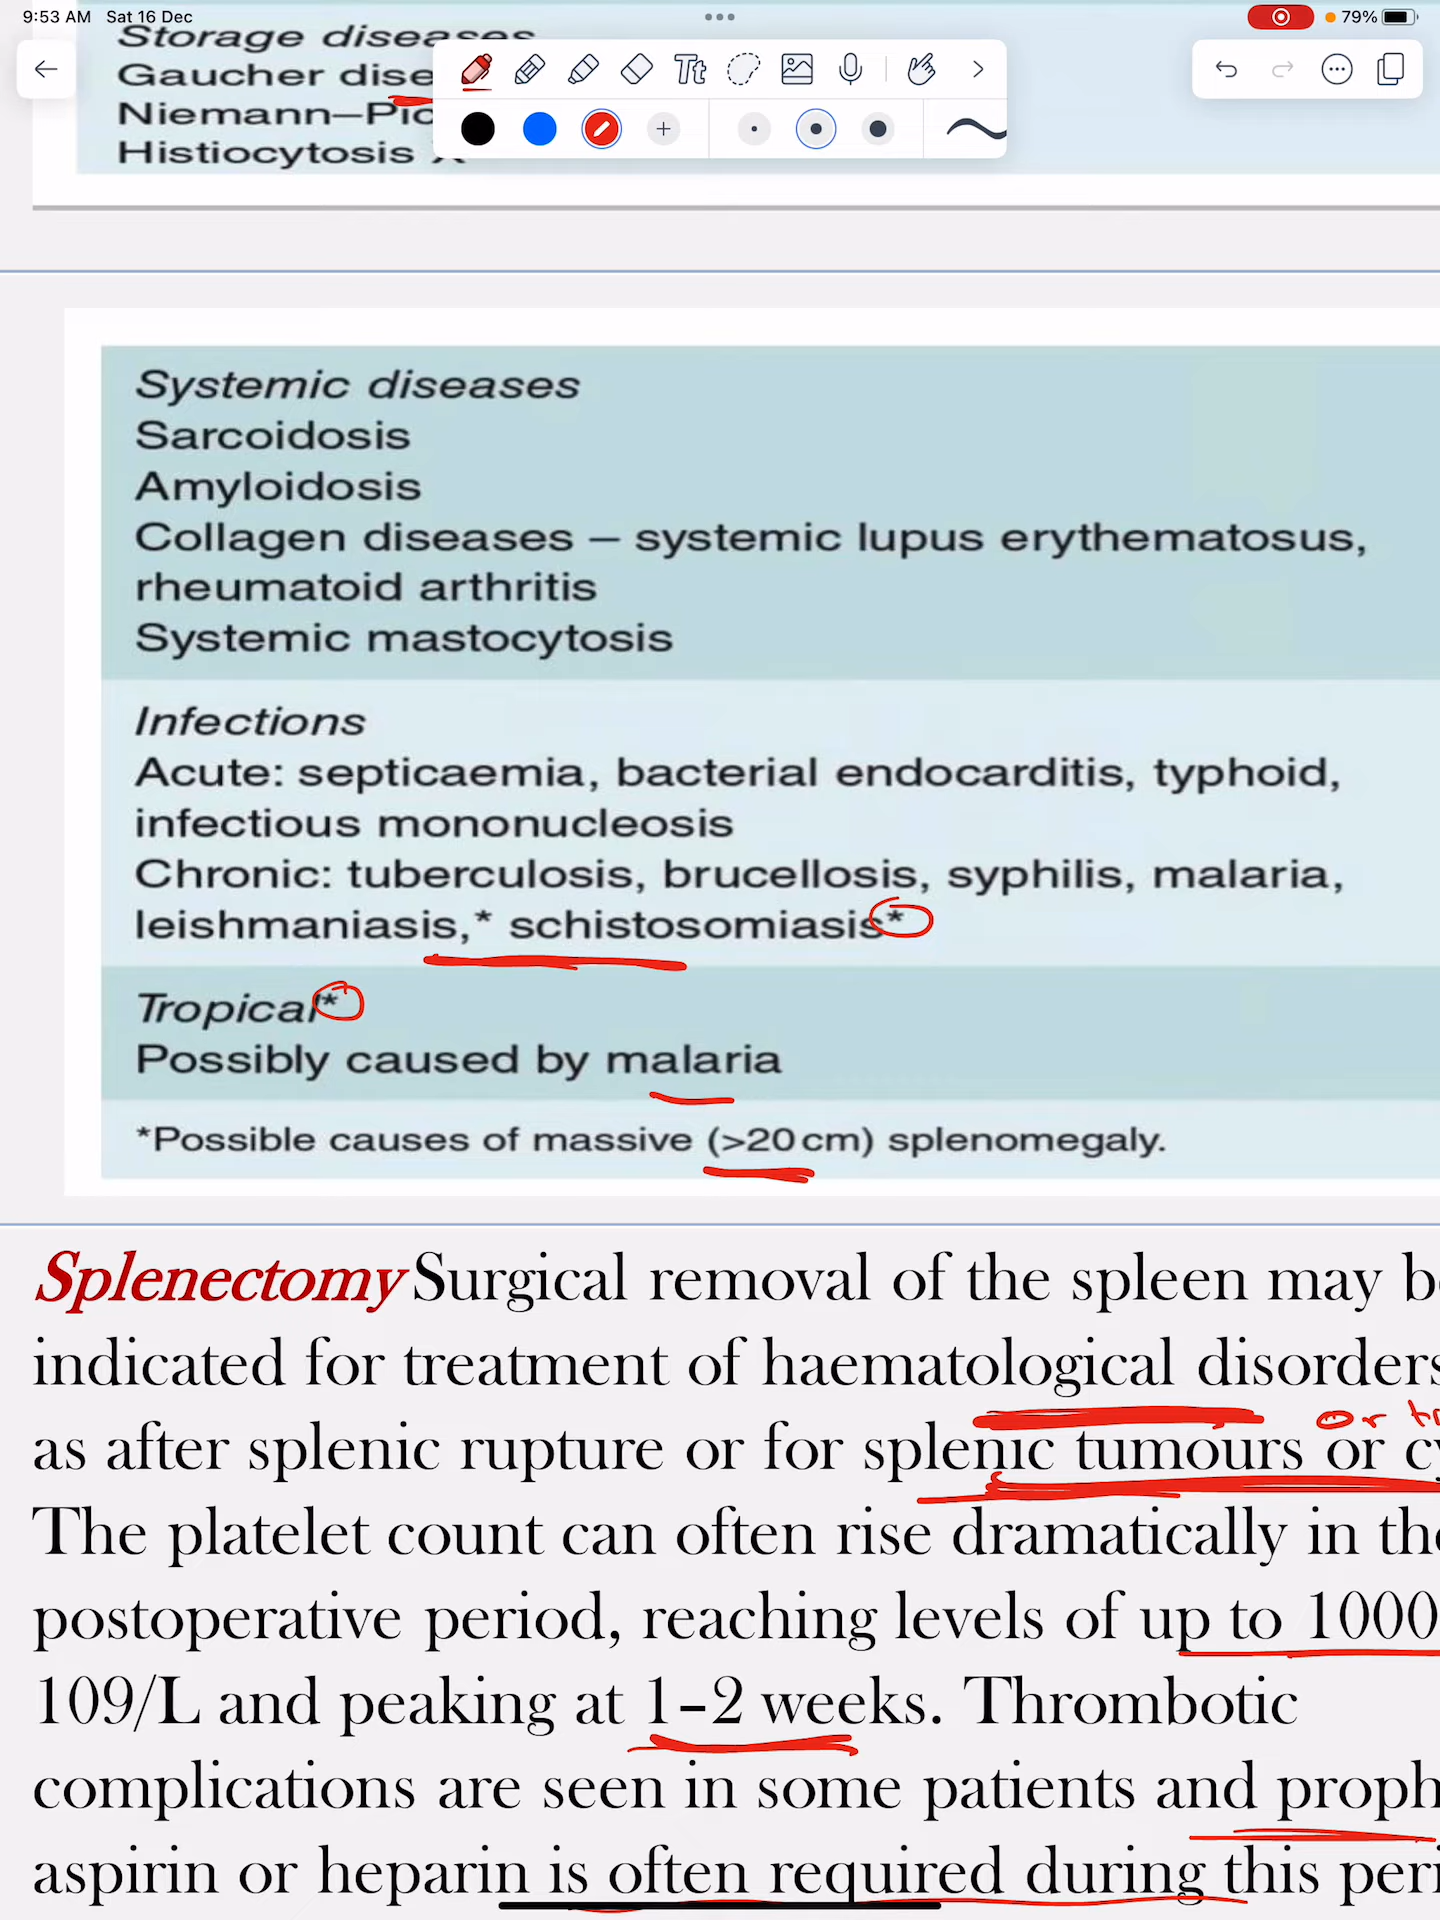 9:53 AM Sat 16 Dec
79%
Storage diseases
Gaucher dise
Niemann–Pic
Histiocytosis X
Tt
Systemic diseases
Sarcoidosis
Amyloidosis
Collagen diseases – systemic lupus erythematosus,
rheumatoid arthritis
Systemic mastocytosis
Infections
Acute: septicaemia, bacterial endocarditis, typhoid,
infectious mononucleosis
Chronic: tuberculosis, brucellosis, syphilis, malaria,
leishmaniasis,* schistosomiasis*
Tropical*
Possibly caused by malaria
*Possible causes of massive (>20 cm) splenomegaly.
Splenectomy Surgical removal of the spleen may b
indicated for treatment of haematological disorders
or
as after splenic rupture or for splenic tumours or cy
The platelet count can often rise dramatically in the
postoperative period, reaching levels of up to 1000
109/L and peaking at 1–2 weeks. Thrombotic
complications are seen in some patients and proph
aspirin or heparin is often required during this peri